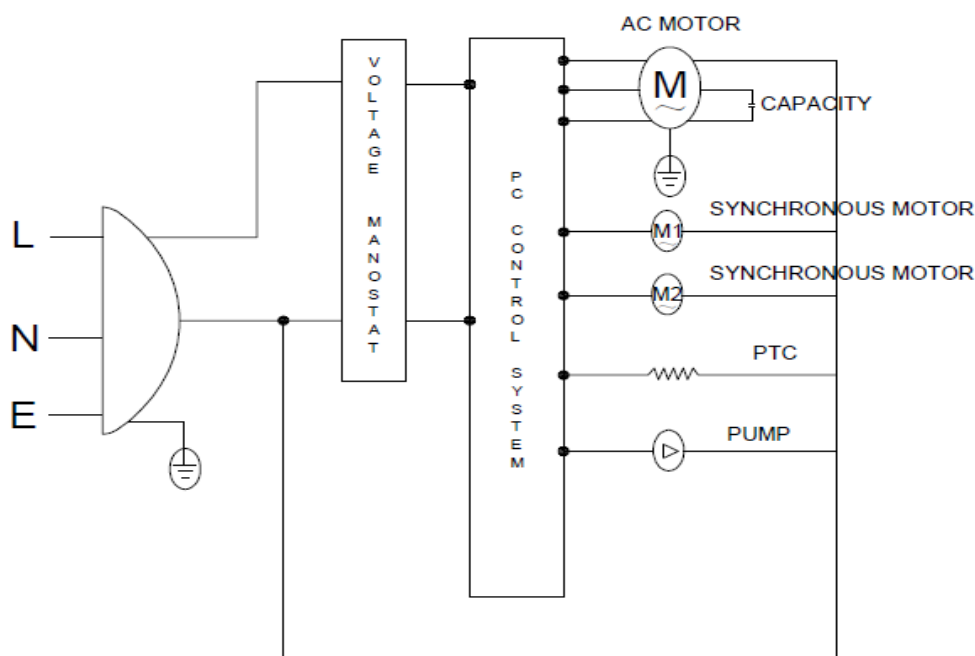 AC MOTOR
M
CAPACITY
VOLTAGE MANOSTAT
PC CONTROL SYSTEM
L
N
E
SYNCHRONOUS MOTOR
M1
SYNCHRONOUS MOTOR
M2
PTC
PUMP